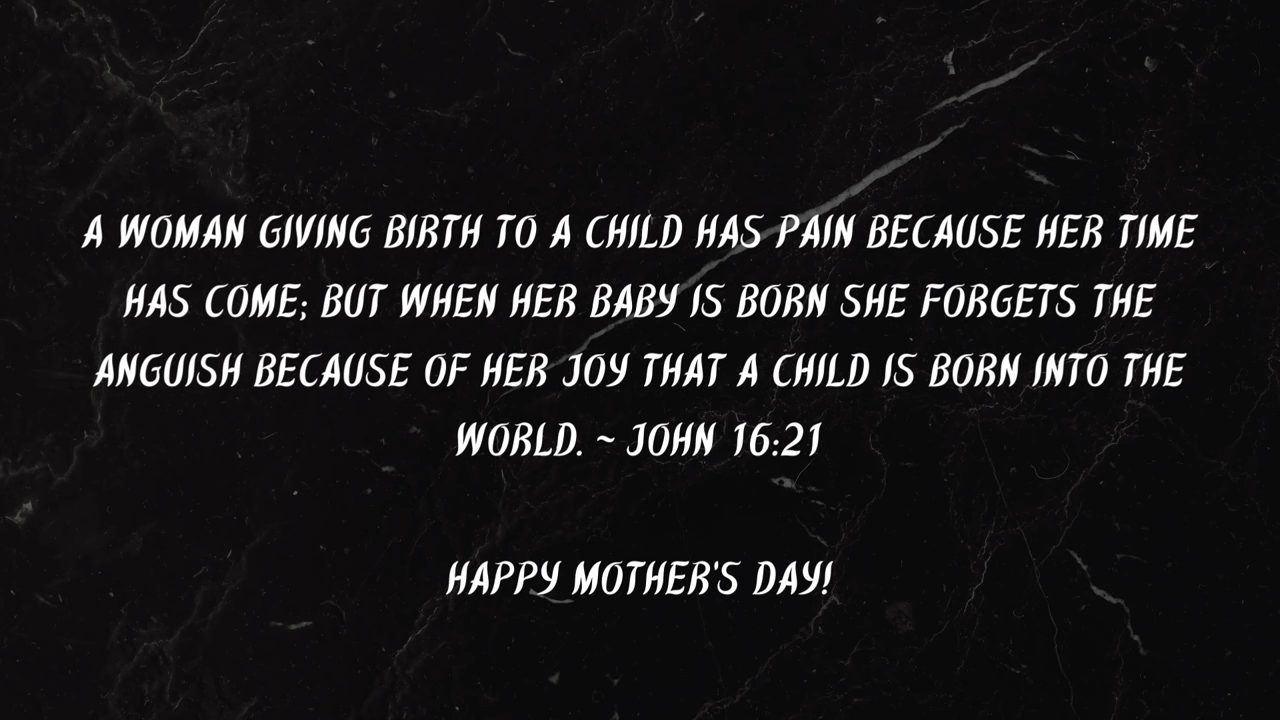 A WOMAN GIVING BIRTH TO A CHILD HAS PAIN BECAUSE HER TIME
HAS COME; BUT WHEN HER BABY IS BORN SHE FORGETS THE
ANGUISH BECAUSE OF HER JOY THAT A CHILD IS BORN INTO THE
WORLD. ~ JOHN 16:21
HAPPY MOTHER'S DAY!